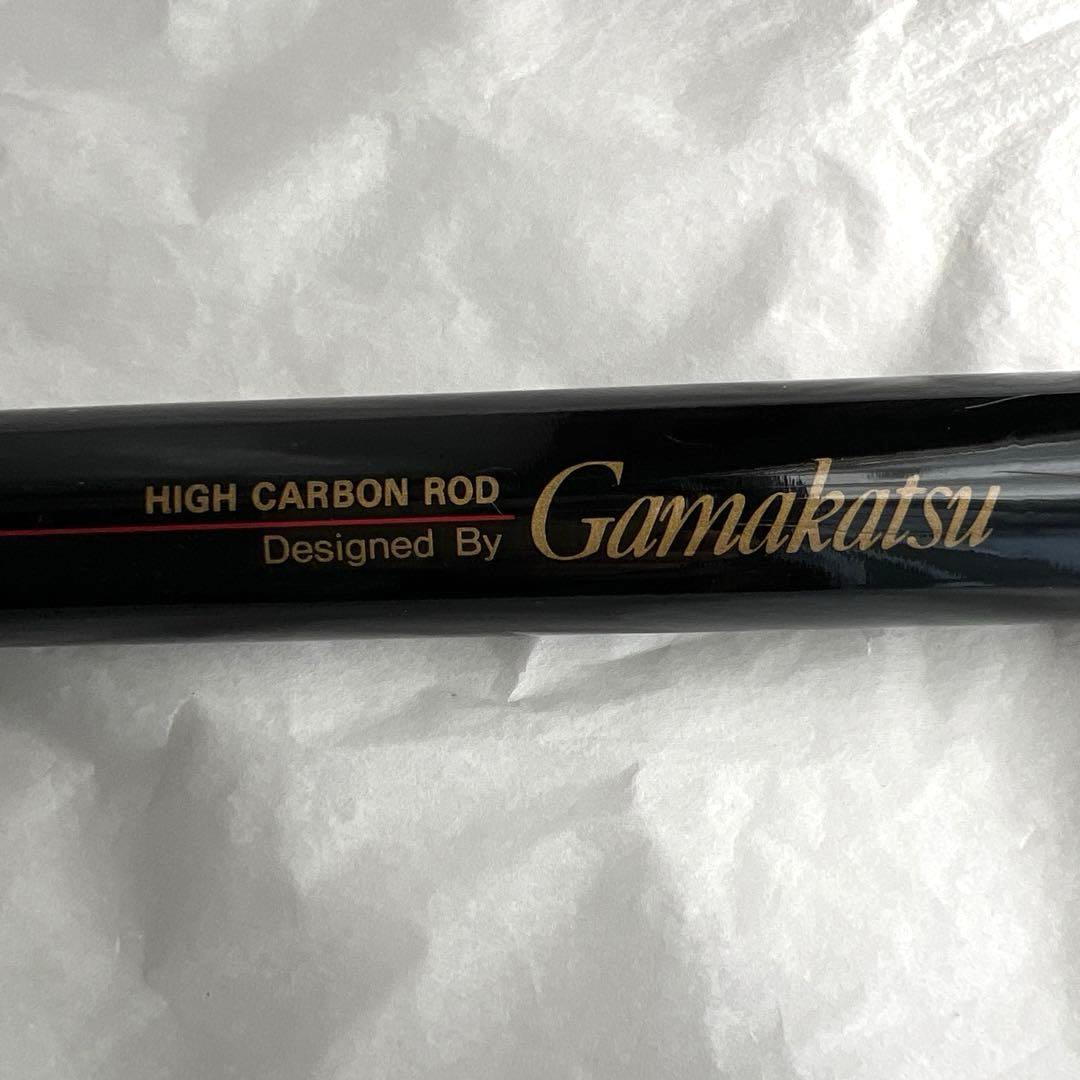 HIGH CARBON ROD
Designed By
Gamakatsu